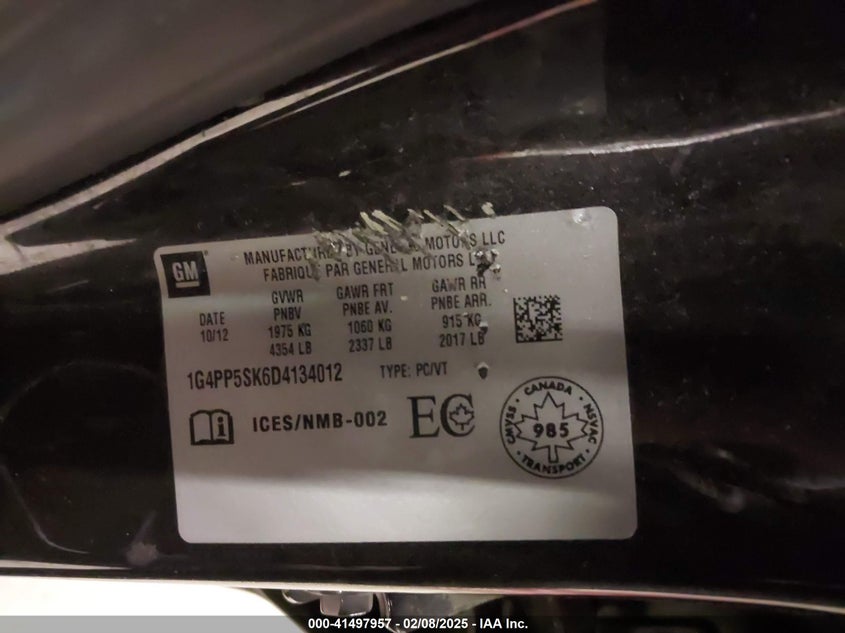 GM
MANUFACTURED BY GENERAL MOTORS LLC
FABRIQUE PAR GENERAL MOTORS LLC
GVWR GAWR FRT GAWR RR
DATE PNBV PNBE AV. PNBE ARR.
10/12 1975 KG 1060 KG 915 KG
4354 LB 2337 LB 2017 LB
1G4PP5SK6D4134012 TYPE: PC/VT
ICES/NMB-002 EC
CANADA
CMVSS 985 NSVAC
TRANSPORT
000-41497957 - 02/08/2025 - IAA Inc.